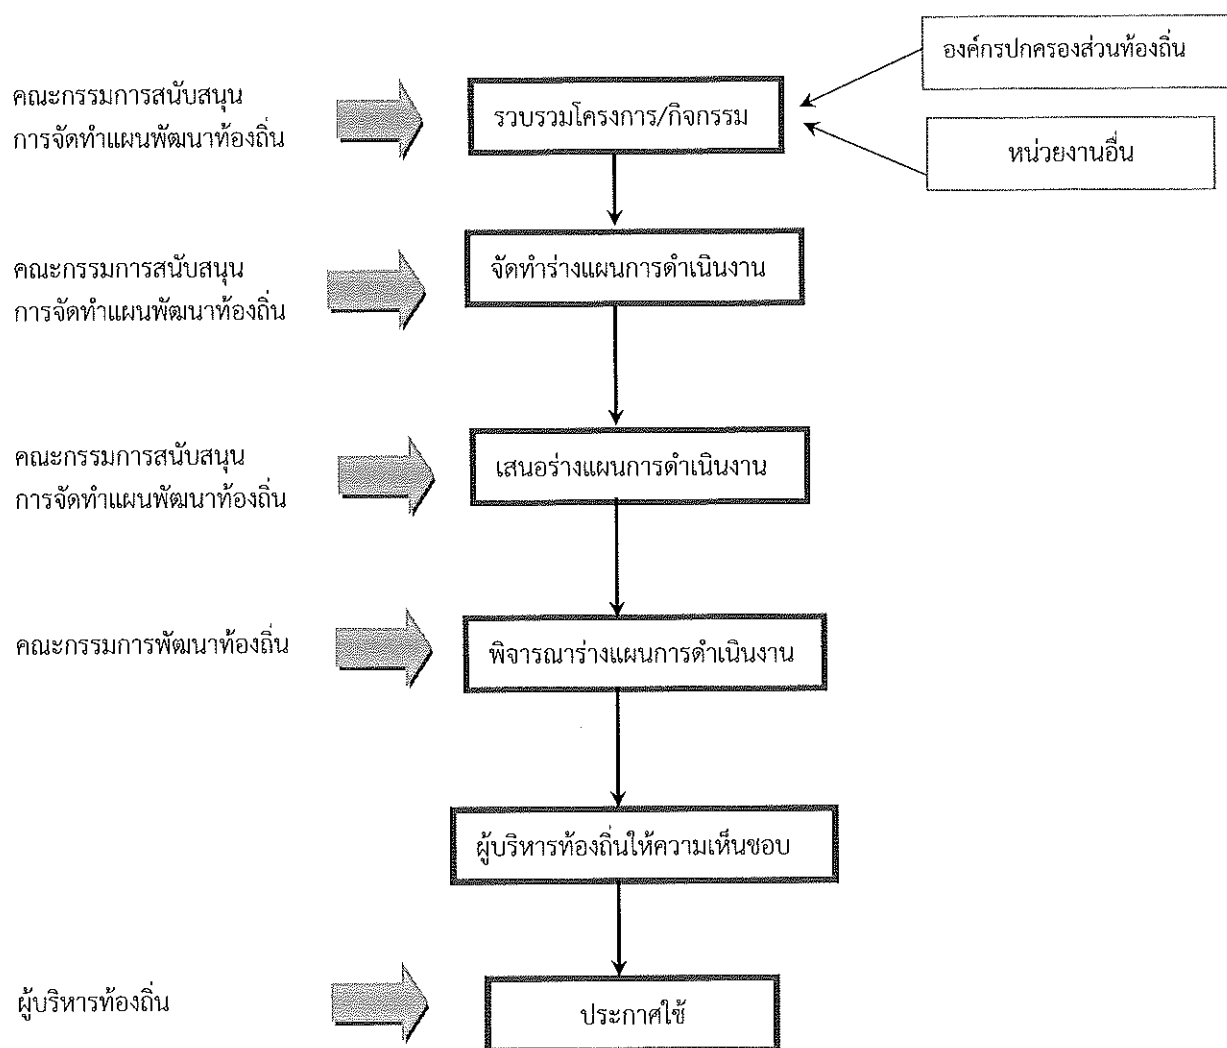 องค์กรปกครองส่วนท้องถิ่น
คณะกรรมการสนับสนุน
การจัดทำแผนพัฒนาท้องถิ่น
รวบรวมโครงการ/กิจกรรม
หน่วยงานอื่น
คณะกรรมการสนับสนุน
การจัดทำแผนพัฒนาท้องถิ่น
จัดทำร่างแผนการดำเนินงาน
คณะกรรมการสนับสนุน
การจัดทำแผนพัฒนาท้องถิ่น
เสนอร่างแผนการดำเนินงาน
คณะกรรมการพัฒนาท้องถิ่น
พิจารณาร่างแผนการดำเนินงาน
ผู้บริหารท้องถิ่นให้ความเห็นชอบ
ผู้บริหารท้องถิ่น
ประกาศใช้